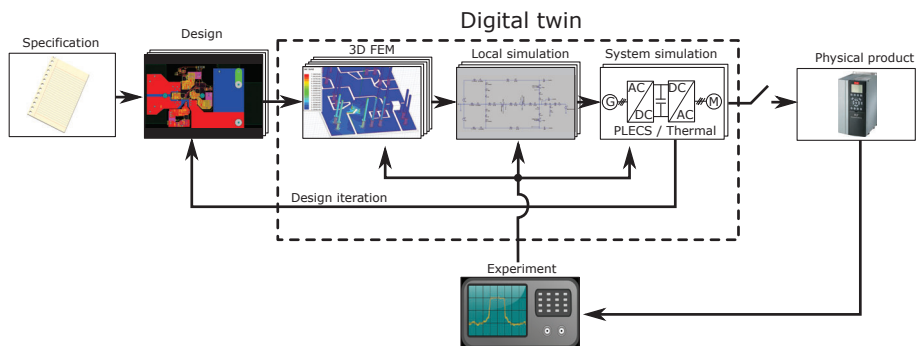 Digital twin
Specification
Design
3D FEM
Local simulation
System simulation
Physical product
G
AC
DC
DC
AC
M
PLECS / Thermal
Design iteration
Experiment